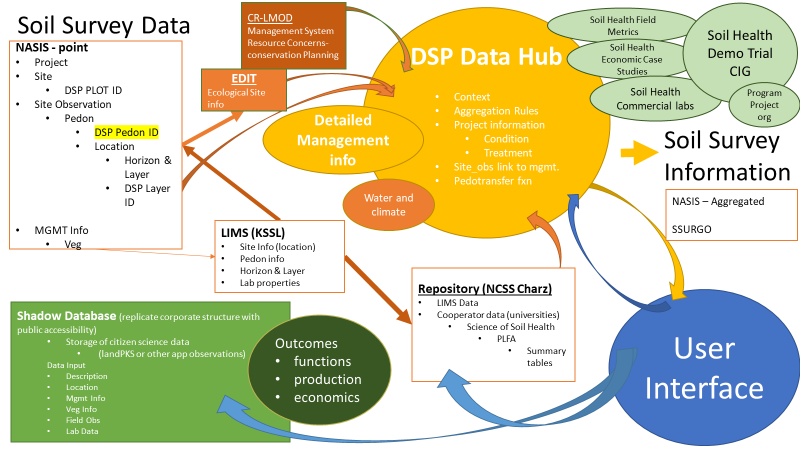 Soil Survey Data
NASIS - point
• Project
• Site
• DSP PLOT ID
• Site Observation
• Pedon
• DSP Pedon ID
• Location
• Horizon &
Layer
• DSP Layer
ID
• MGMT Info
• Veg
CR-LMOD
Management System
Resource Concerns-
conservation Planning
EDIT
Ecological Site
info
Detailed
Management
info
Water and
climate
DSP Data Hub
• Context
• Aggregation Rules
• Project information
• Condition
• Treatment
• Site_obs link to mgmt.
• Pedotransfer fxn
Soil Health Field
Metrics
Soil Health
Economic Case
Studies
Soil Health
Commercial labs
Soil Health
Demo Trial
CIG
Program
Project
org
Soil Survey
Information
NASIS – Aggregated
SSURGO
LIMS (KSSL)
• Site Info (location)
• Pedon info
• Horizon & Layer
• Lab properties
Repository (NCSS Charz)
• LIMS Data
• Cooperator data (universities)
• Science of Soil Health
• PLFA
• Summary
tables
Shadow Database (replicate corporate structure with
public accessibility)
• Storage of citizen science data
• (landPKS or other app observations)
Data Input
• Description
• Location
• Mgmt Info
• Veg Info
• Field Obs
• Lab Data
Outcomes
• functions
• production
• economics
User
Interface